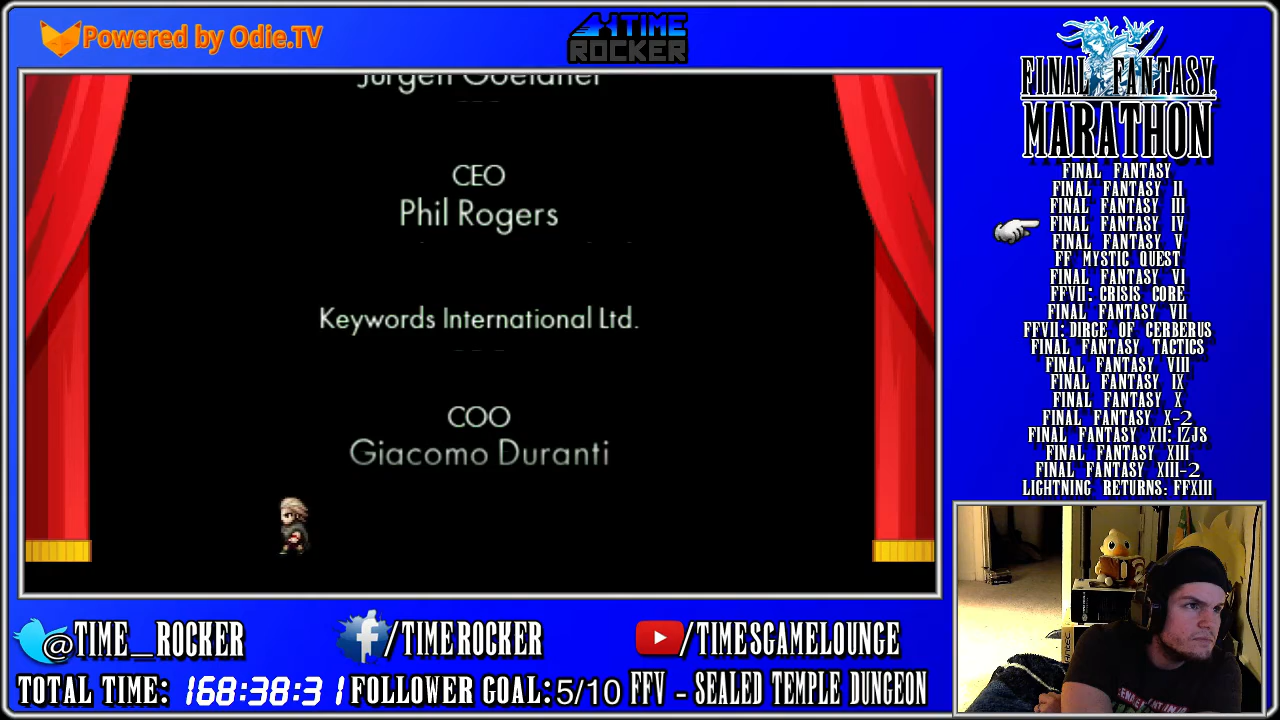 Powered by Odie.TV
TIME
ROCKER
CEO
Phil Rogers
Keywords International Ltd.
COO
Giacomo Duranti
FINAL FANTASY
MARATHON
FINAL FANTASY
FINAL FANTASY II
FINAL FANTASY III
FINAL FANTASY IV
FINAL FANTASY V
FF MYSTIC QUEST
FINAL FANTASY VI
FFVII: CRISIS CORE
FINAL FANTASY VII
FFVII: DIRGE OF CERBERUS
FINAL FANTASY TACTICS
FINAL FANTASY VIII
FINAL FANTASY IX
FINAL FANTASY X
FINAL FANTASY X-2
FINAL FANTASY XII: IZJS
FINAL FANTASY XIII
FINAL FANTASY XIII-2
LIGHTNING RETURNS: FFXIII
@TIME_ROCKER
/TIMEROCKER
/TIMESGAMELOUNGE
TOTAL TIME: 168:38:31 FOLLOWER GOAL: 5/10 FFV - SEALED TEMPLE DUNGEON